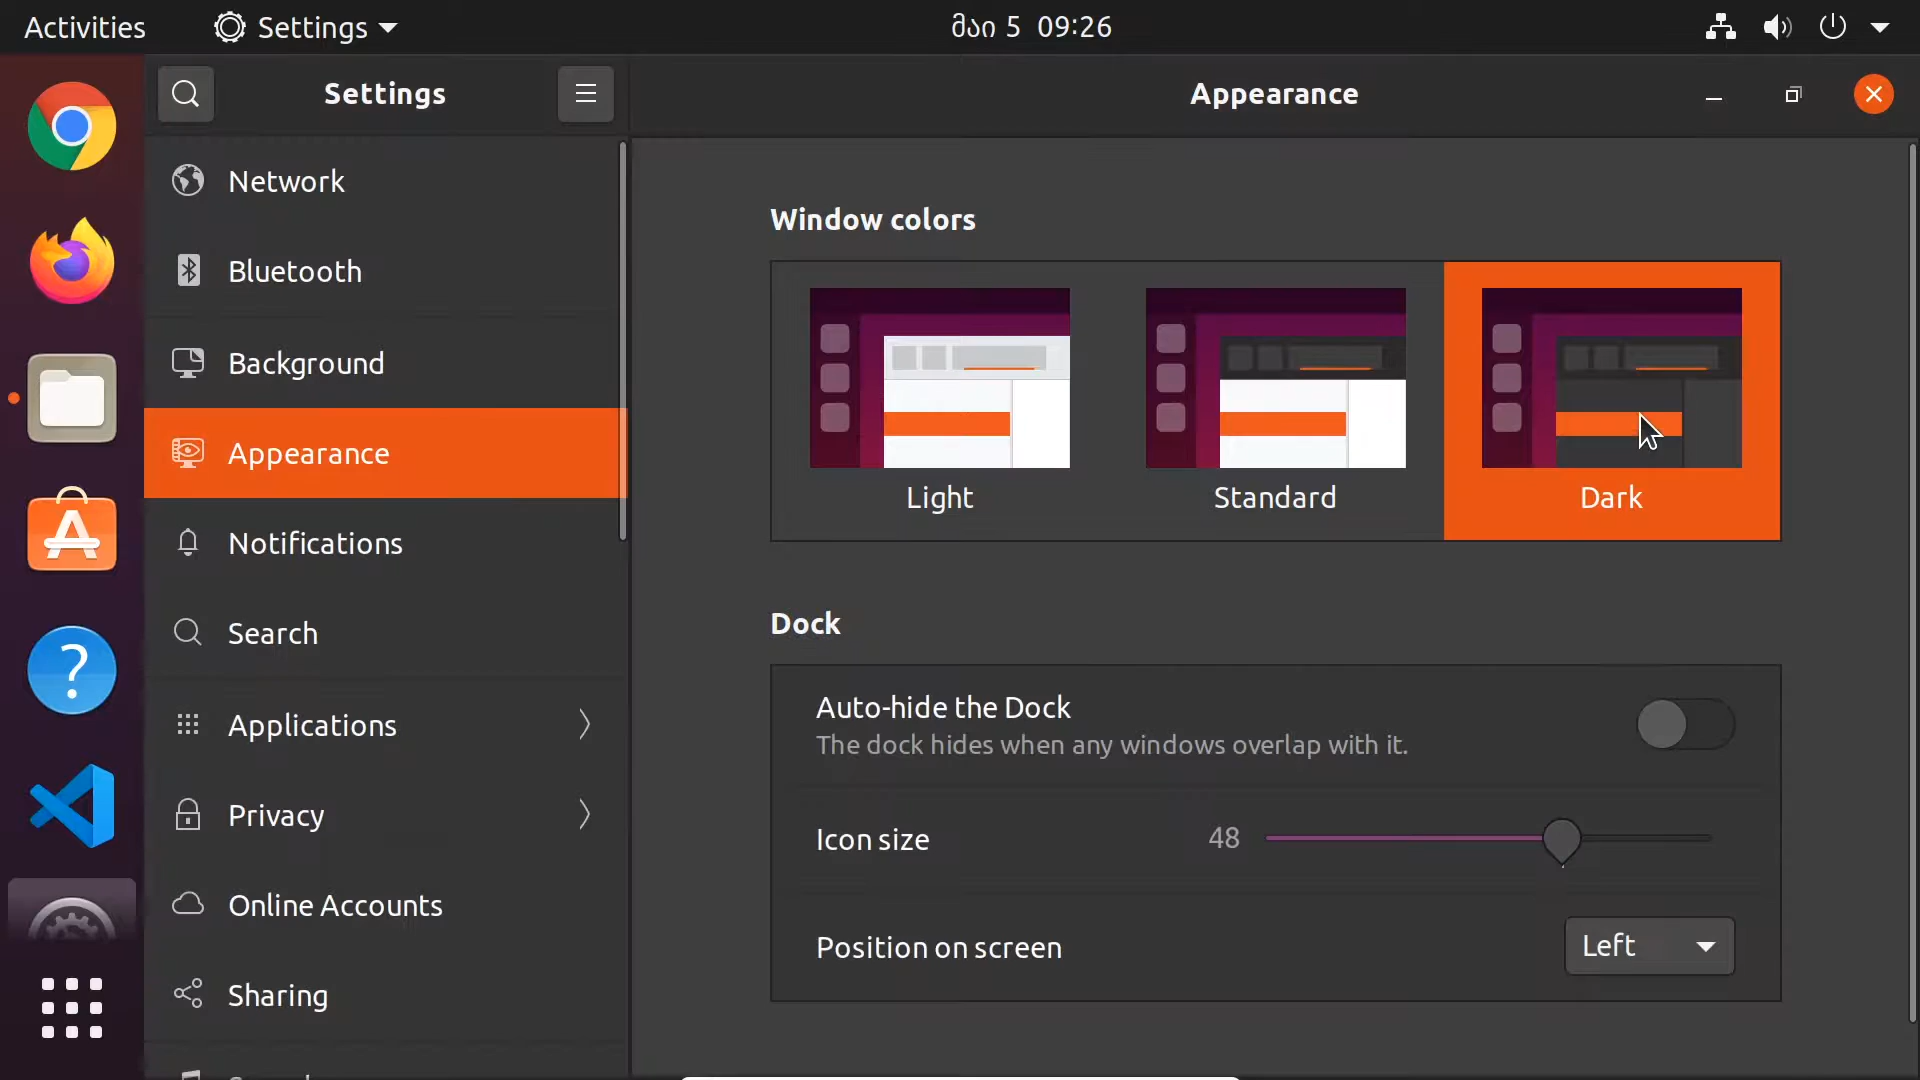 Activities
Settings
მაი 5 09:26
Settings
Appearance
Network
Bluetooth
Background
Appearance
Notifications
Search
Applications
Privacy
Online Accounts
Sharing
Window colors
Light
Standard
Dark
Dock
Auto-hide the Dock
The dock hides when any windows overlap with it.
Icon size
48
Position on screen
Left